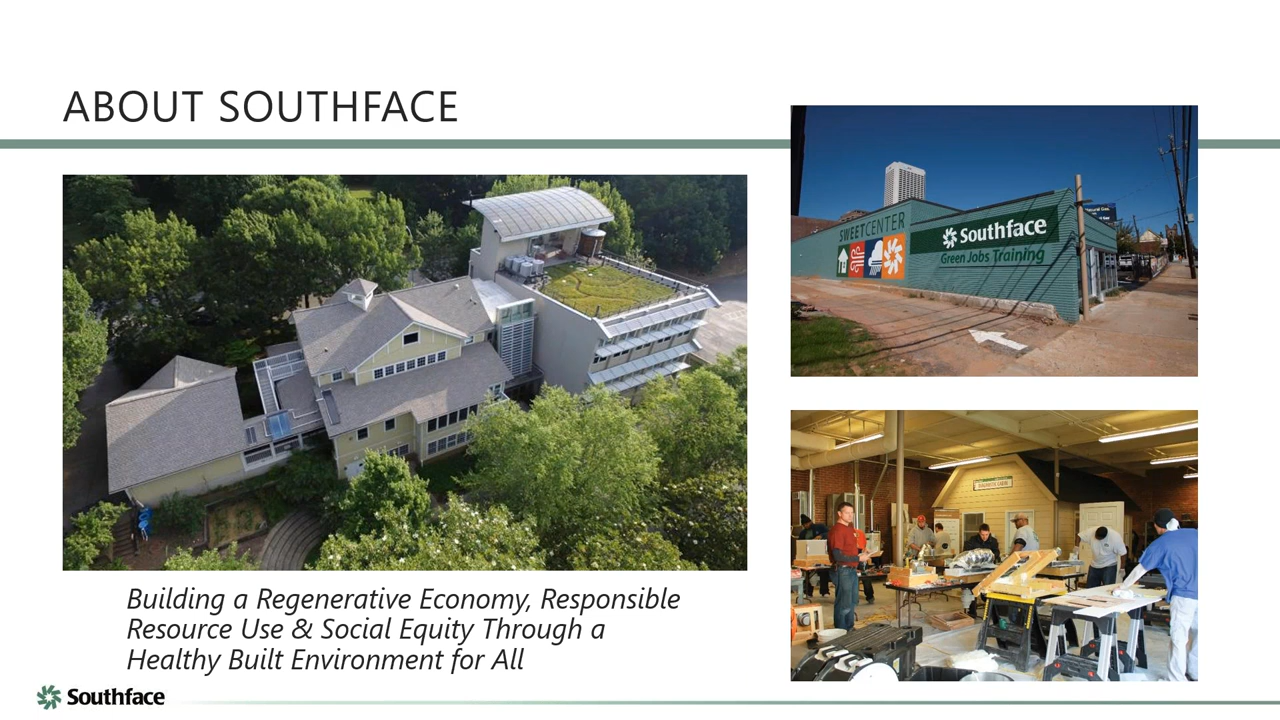 ABOUT SOUTHFACE
SWEETCENTER
Southface
Green Jobs Training
Building a Regenerative Economy, Responsible
Resource Use & Social Equity Through a
Healthy Built Environment for All
Southface